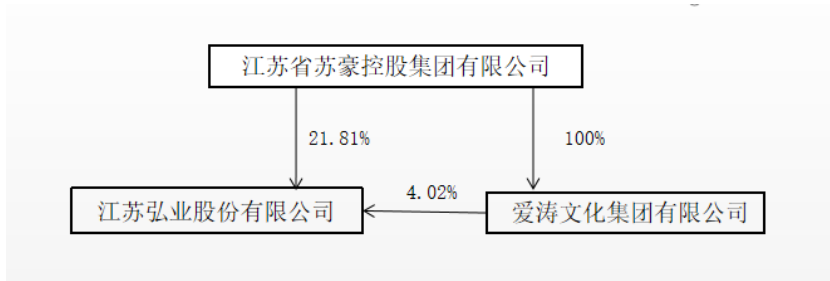 江苏省苏豪控股集团有限公司
21.81%
100%
4.02%
江苏弘业股份有限公司
爱涛文化集团有限公司